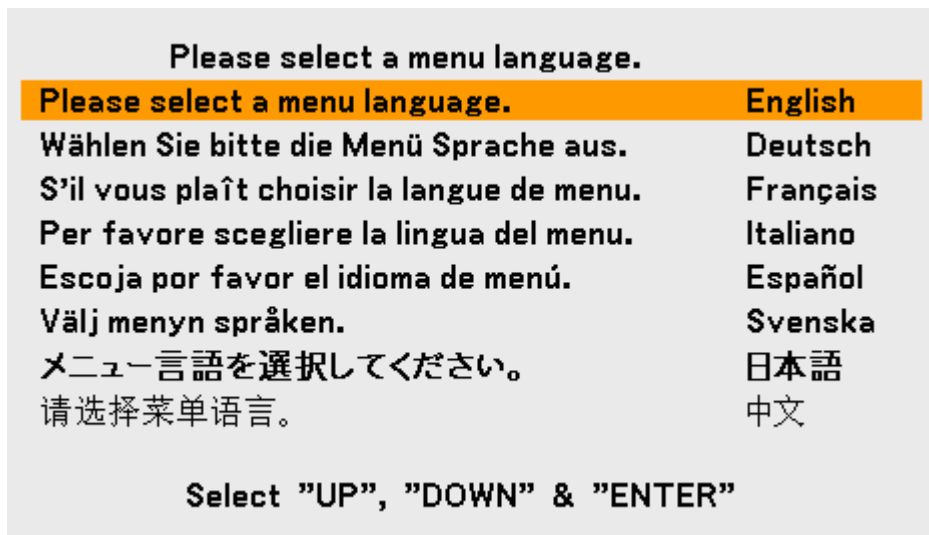 Please select a menu language.
Please select a menu language. English
Wählen Sie bitte die Menü Sprache aus. Deutsch
S'il vous plaît choisir la langue de menu. Français
Per favore scegliere la lingua del menu. Italiano
Escoja por favor el idioma de menú. Español
Välj menyn språken. Svenska
メニュー言語を選択してください。 日本語
请选择菜单语言。 中文
Select ”UP”, ”DOWN” & ”ENTER”